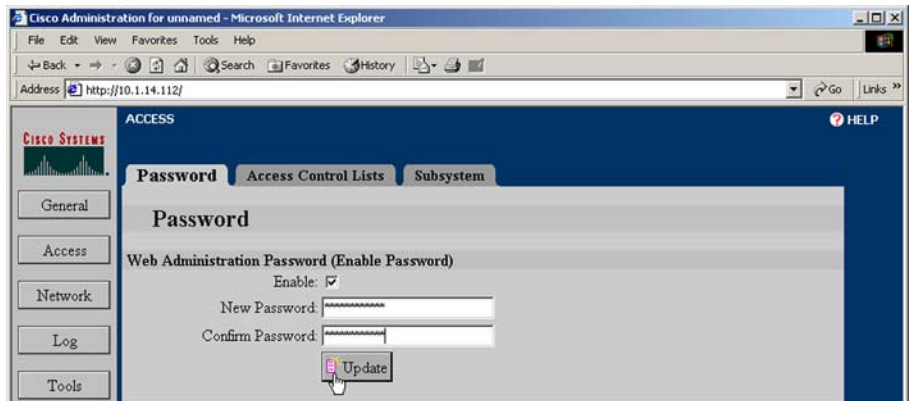 Cisco Administration for unnamed - Microsoft Internet Explorer
File Edit View Favorites Tools Help
Back Search Favorites History
Address http://10.1.14.112/ Go Links »
CISCO SYSTEMS
ACCESS
? HELP
Password Access Control Lists Subsystem
General
Access
Network
Log
Tools
Password
Web Administration Password (Enable Password)
Enable:
New Password: ************
Confirm Password: ************
Update